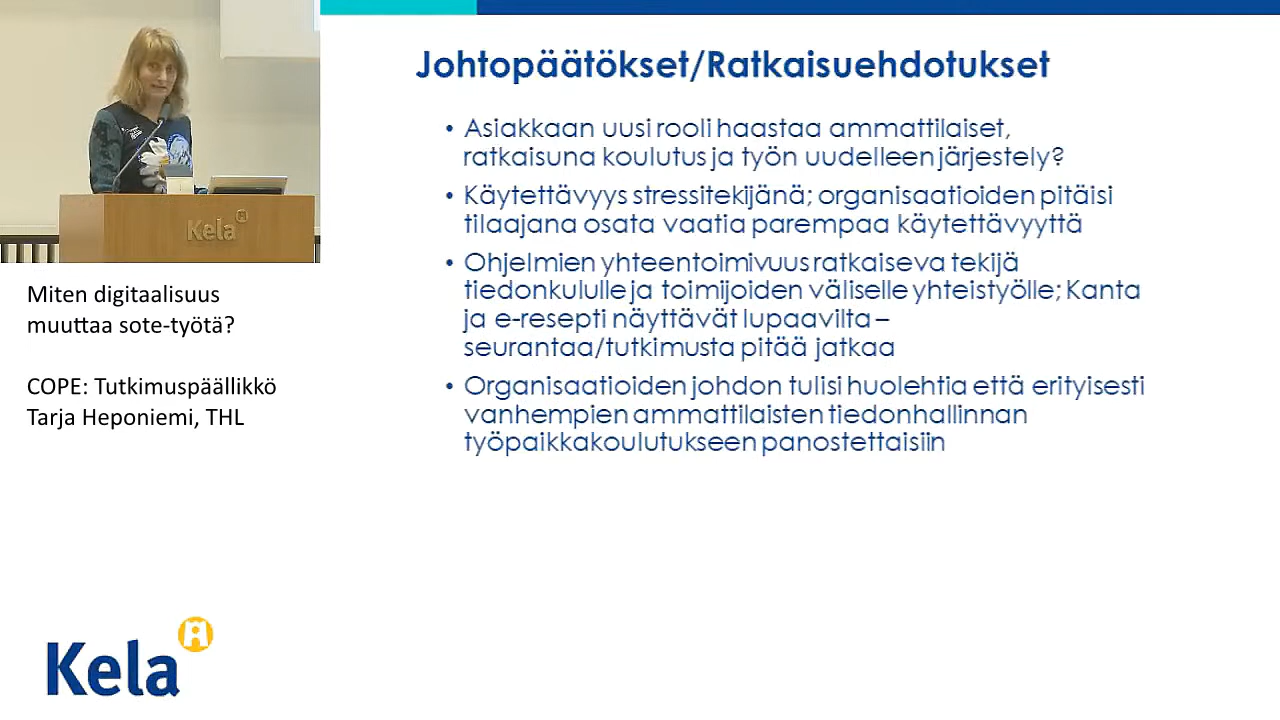 Johtopäätökset/Ratkaisuehdotukset
• Asiakkaan uusi rooli haastaa ammattilaiset,
ratkaisuna koulutus ja työn uudelleen järjestely?
• Käytettävyys stressitekijänä; organisaatioiden pitäisi
tilaajana osata vaatia parempaa käytettävyyttä
• Ohjelmien yhteentoimivuus ratkaiseva tekijä
tiedonkululle ja toimijoiden väliselle yhteistyölle; Kanta
ja e-resepti näyttävät lupaavilta –
seurantaa/tutkimusta pitää jatkaa
• Organisaatioiden johdon tulisi huolehtia että erityisesti
vanhempien ammattilaisten tiedonhallinnan
työpaikkakoulutukseen panostettaisiin
Kela
Miten digitaalisuus
muuttaa sote-työtä?
COPE: Tutkimuspäällikkö
Tarja Heponiemi, THL
Kela